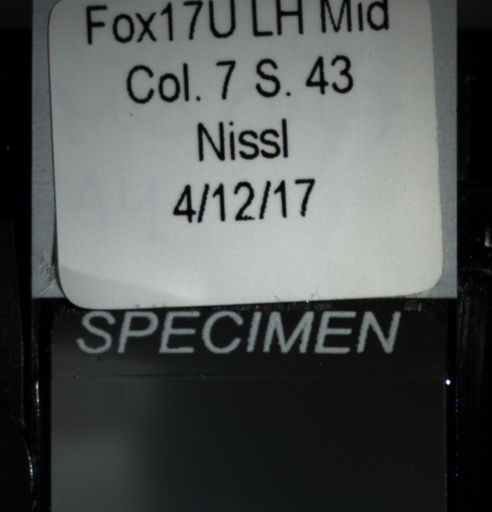 Fox17U LH Mid
Col. 7 S. 43
Nissl
4/12/17
SPECIMEN